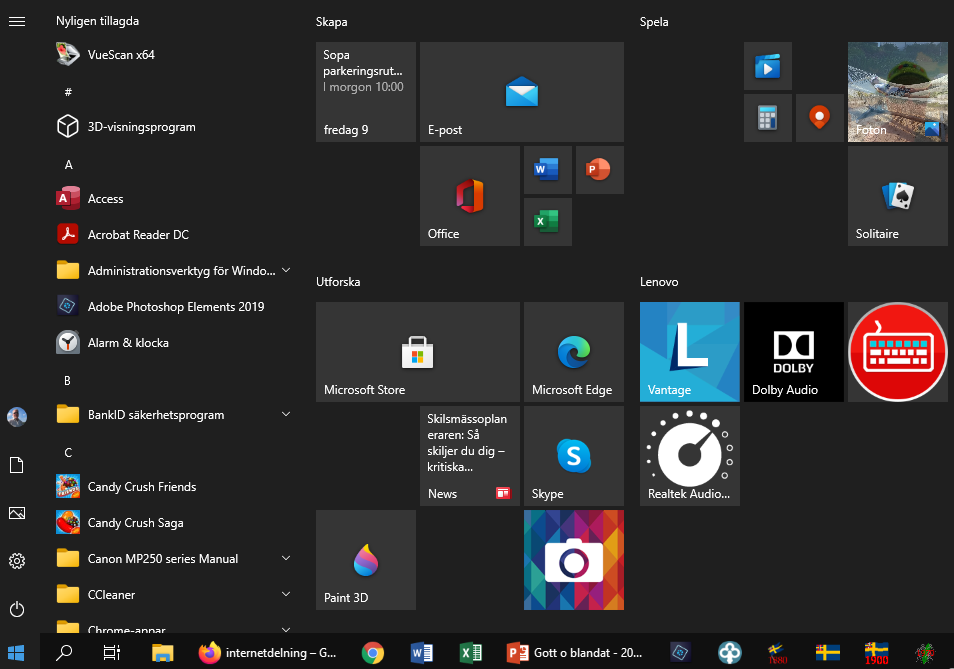 Nyligen tillagda
VueScan x64
#
3D-visningsprogram
A
Access
Acrobat Reader DC
Administrationsverktyg för Windo...
Adobe Photoshop Elements 2019
Alarm & klocka
B
BankID säkerhetsprogram
C
Candy Crush Friends
Candy Crush Saga
Canon MP250 series Manual
CCleaner
Chrome-appar
Skapa
Sopa
parkeringsrut...
I morgon 10:00
fredag 9
E-post
Office
Spela
Foton
Solitaire
Utforska
Microsoft Store
Microsoft Edge
Skilsmässoplan
eraren: Så
skiljer du dig –
kritiska...
News
Skype
Paint 3D
Lenovo
L
Vantage
DOLBY
Dolby Audio
Realtek Audio...
internetdelning – G...
Gott o blandat - 20...
1900